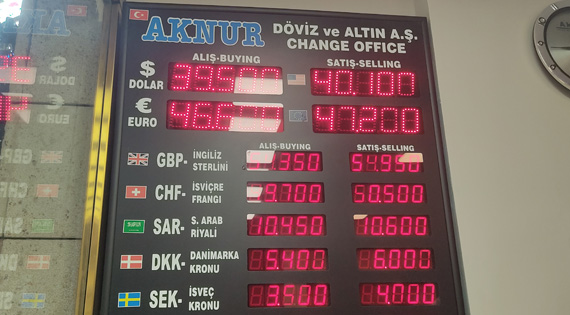 AKNUR
DÖVİZ ve ALTIN A.Ş.
CHANGE OFFICE
ALIŞ-BUYING SATIŞ-SELLING
$ DOLAR 40.100
€ EURO 47.200
ALIŞ-BUYING SATIŞ-SELLING
GBP- İNGİLİZ STERLİNİ
CHF- İSVİÇRE FRANGI 50.500
SAR- S. ARAB RİYALİ 10.450 10.600
DKK- DANİMARKA KRONU 5.400 6.000
SEK- İSVEÇ KRONU 3.500 4.000